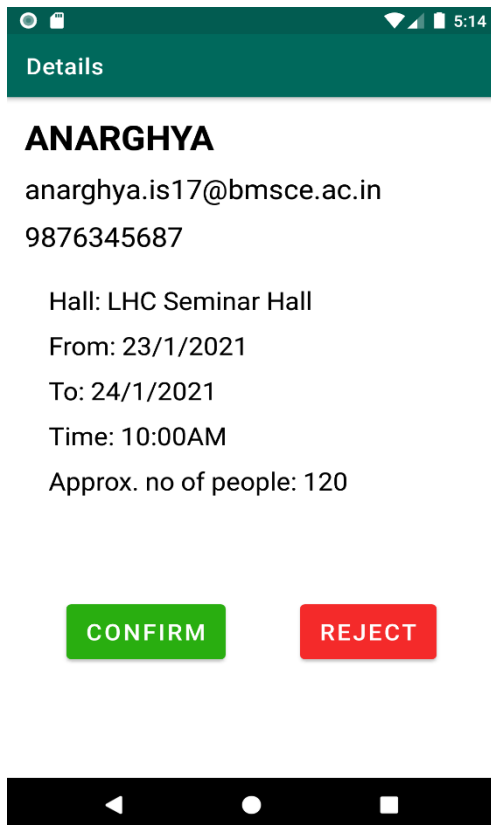 5:14
Details
ANARGHYA
anarghya.is17@bmsce.ac.in
9876345687
Hall: LHC Seminar Hall
From: 23/1/2021
To: 24/1/2021
Time: 10:00AM
Approx. no of people: 120
CONFIRM REJECT